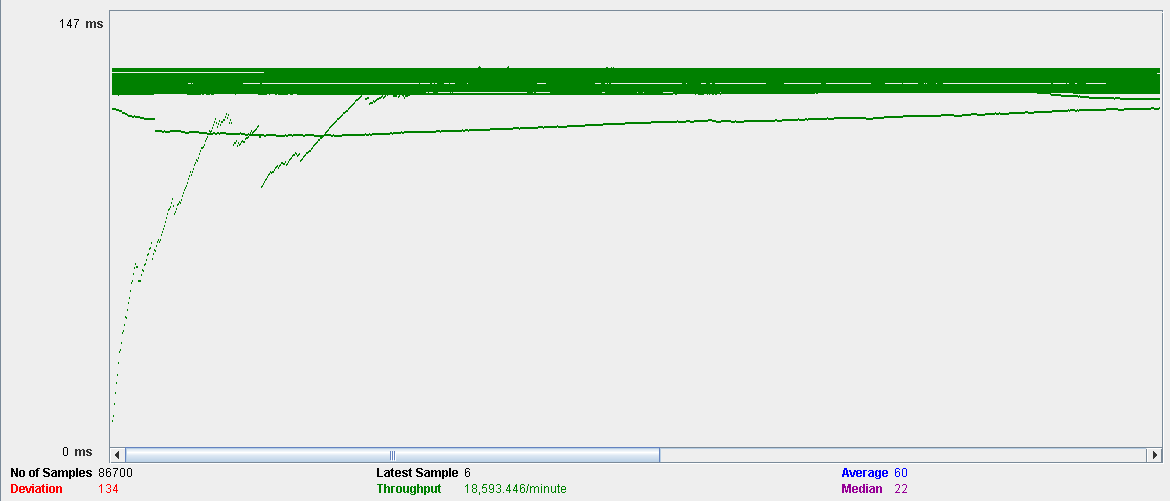 147 ms
0 ms
No of Samples 86700 Latest Sample 6 Average 60
Deviation 134 Throughput 18,593.446/minute Median 22